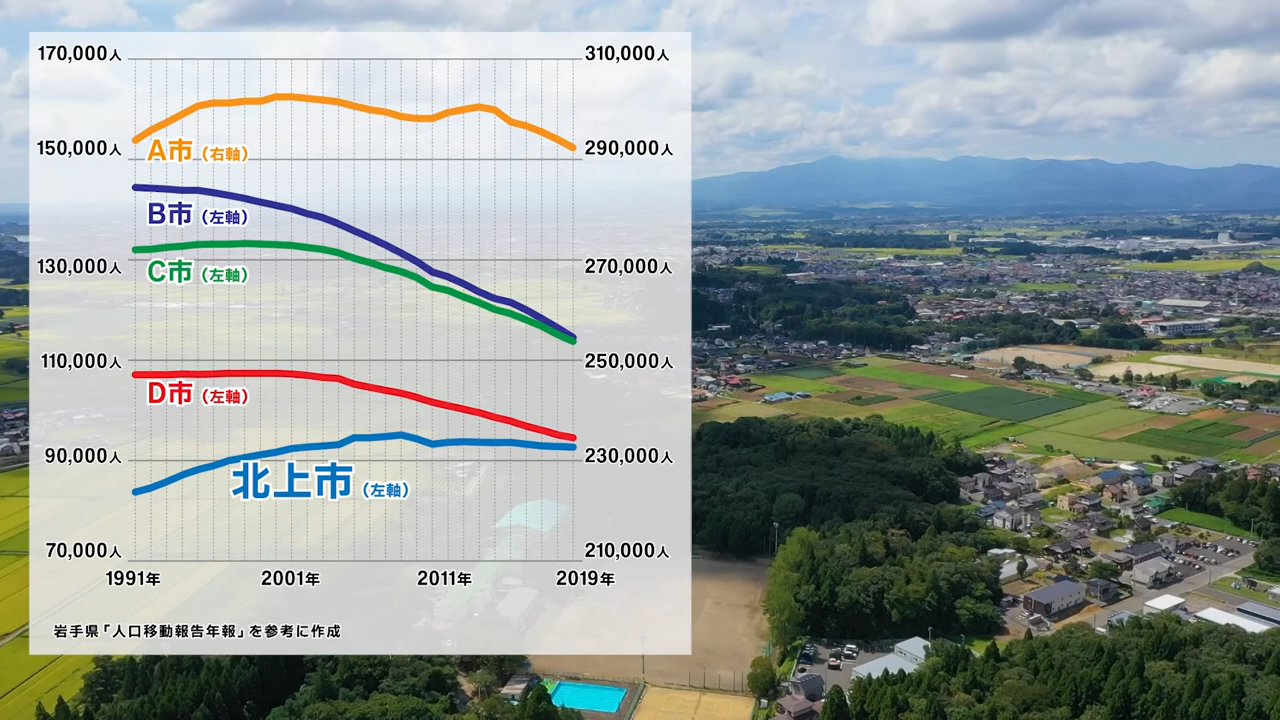 170,000人 310,000人
A市（右軸）
150,000人 290,000人
B市（左軸）
130,000人 C市（左軸） 270,000人
110,000人 250,000人
D市（左軸）
90,000人 230,000人
北上市（左軸）
70,000人 210,000人
1991年 2001年 2011年 2019年
岩手県「人口移動報告年報」を参考に作成